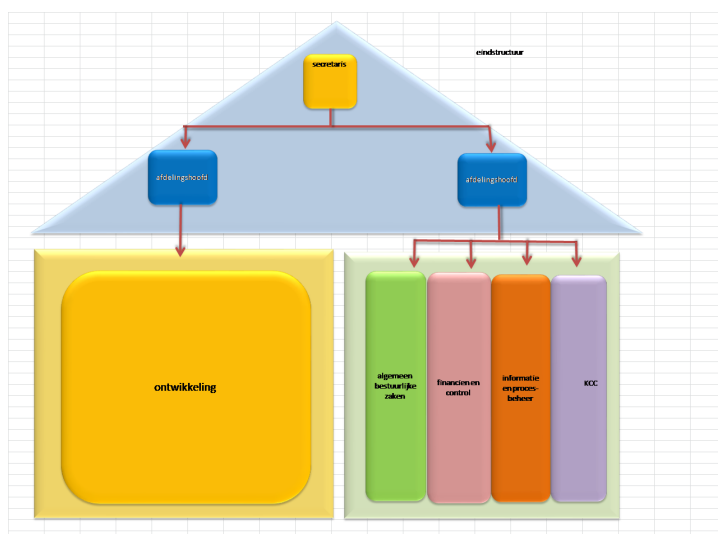 eindstructuur
secretaris
afdelingshoofd
afdelingshoofd
ontwikkeling
algemeen
bestuurlijke
zaken
financien en
control
informatie
en proces-
beheer
KCC